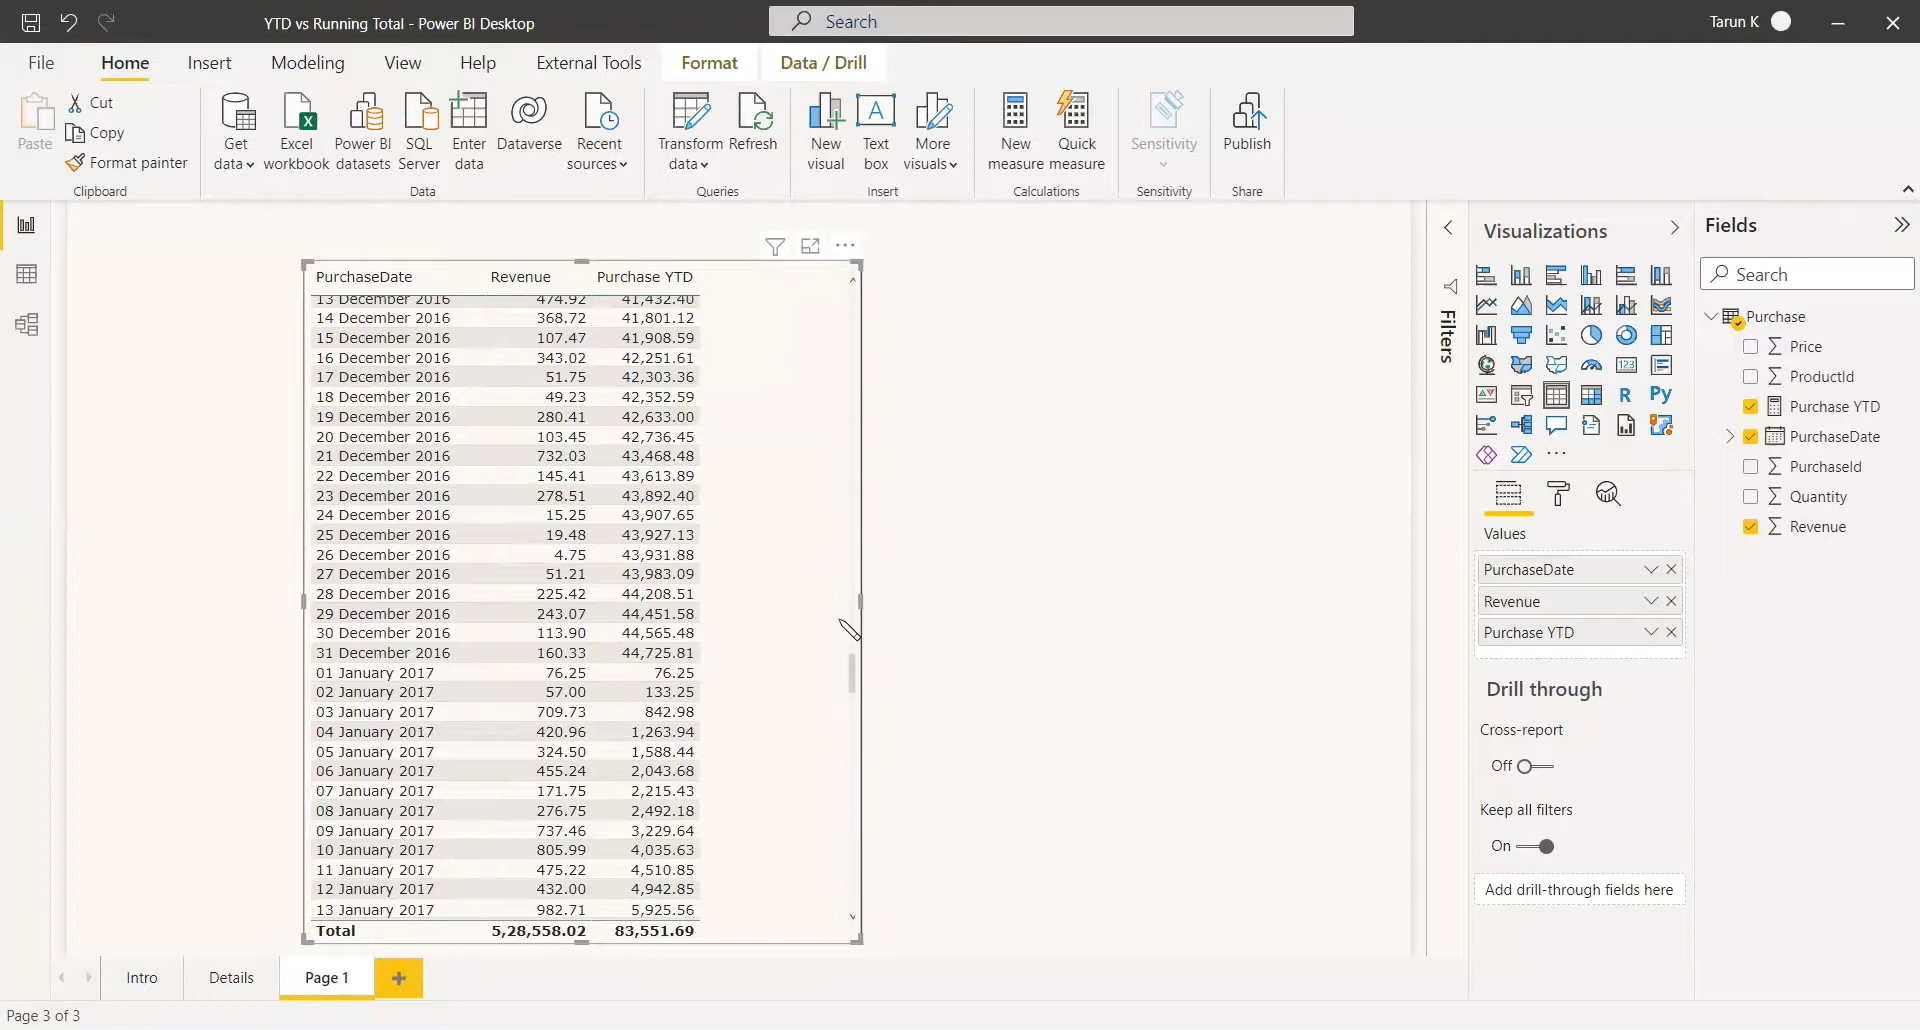 YTD vs Running Total - Power BI Desktop
Search
Tarun K
File Home Insert Modeling View Help External Tools Format Data / Drill
Paste
Cut
Copy
Format painter
Clipboard
Get data
Excel workbook
Power BI datasets
SQL Server
Enter data
Dataverse
Recent sources
Data
Transform data
Refresh
Queries
New visual
Text box
More visuals
Insert
New measure
Quick measure
Calculations
Sensitivity
Sensitivity
Publish
Share
PurchaseDate Revenue Purchase YTD
13 December 2016 474.92 41,432.40
14 December 2016 368.72 41,801.12
15 December 2016 107.47 41,908.59
16 December 2016 343.02 42,251.61
17 December 2016 51.75 42,303.36
18 December 2016 49.23 42,352.59
19 December 2016 280.41 42,633.00
20 December 2016 103.45 42,736.45
21 December 2016 732.03 43,468.48
22 December 2016 145.41 43,613.89
23 December 2016 278.51 43,892.40
24 December 2016 15.25 43,907.65
25 December 2016 19.48 43,927.13
26 December 2016 4.75 43,931.88
27 December 2016 51.21 43,983.09
28 December 2016 225.42 44,208.51
29 December 2016 243.07 44,451.58
30 December 2016 113.90 44,565.48
31 December 2016 160.33 44,725.81
01 January 2017 76.25 76.25
02 January 2017 57.00 133.25
03 January 2017 709.73 842.98
04 January 2017 420.96 1,263.94
05 January 2017 324.50 1,588.44
06 January 2017 455.24 2,043.68
07 January 2017 171.75 2,215.43
08 January 2017 276.75 2,492.18
09 January 2017 737.46 3,229.64
10 January 2017 805.99 4,035.63
11 January 2017 475.22 4,510.85
12 January 2017 432.00 4,942.85
13 January 2017 982.71 5,925.56
Total 5,28,558.02 83,551.69
Filters
Visualizations
123
R Py
Values
PurchaseDate
Revenue
Purchase YTD
Drill through
Cross-report
Off
Keep all filters
On
Add drill-through fields here
Fields
Search
Purchase
Price
ProductId
Purchase YTD
PurchaseDate
PurchaseId
Quantity
Revenue
Intro Details Page 1
Page 3 of 3